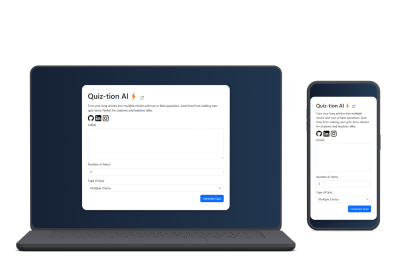 Quiz-tion AI
Turn your long articles into multiple choice and true or false questions. Save time from making own
quiz items. Perfect for students and teachers alike.
Article
Number of Items
5
Type of Quiz
Multiple Choice
Generate Quiz
Quiz-tion AI
Turn your long articles into multiple
choice and true or false questions.
Save time from making own quiz items. Perfect
for students and teachers alike.
Article
Number of Items
5
Type of Quiz
Multiple Choice
Generate Quiz